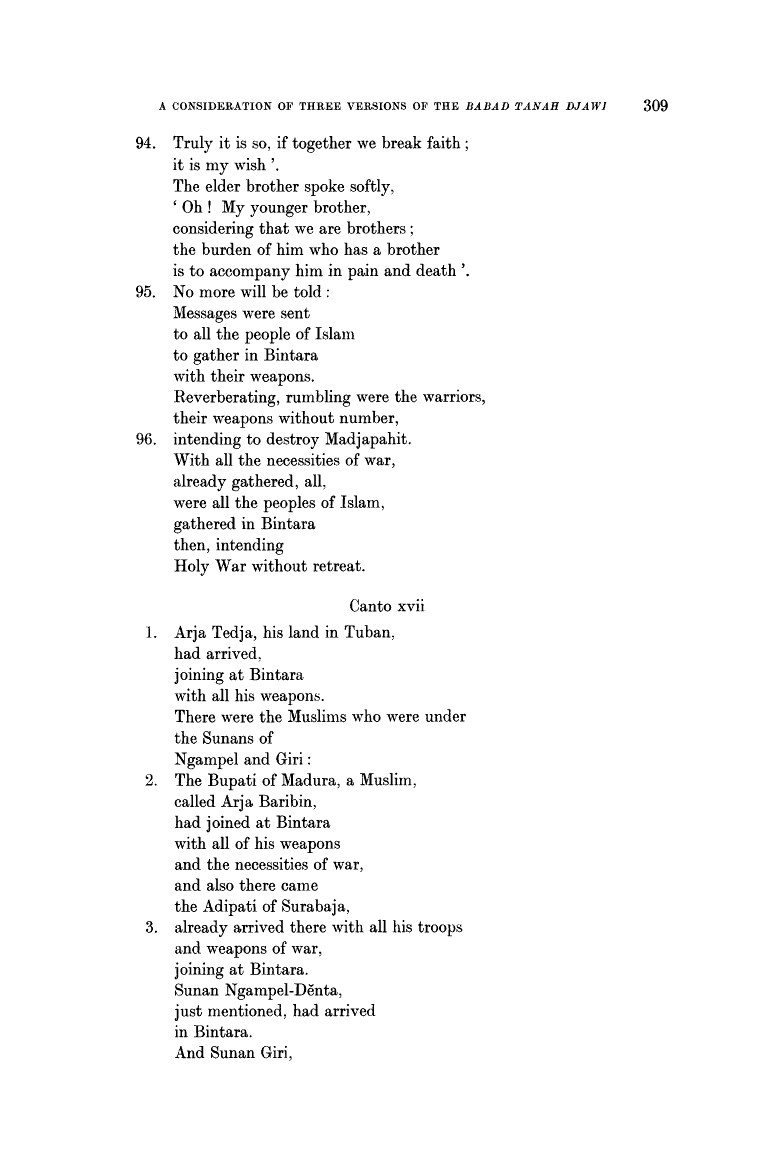 A CONSIDERATION OF THREE VERSIONS OF THE BABAD TANAH DJAWI 309
94. Truly it is so, if together we break faith ;
it is my wish ’.
The elder brother spoke softly,
‘ Oh ! My younger brother,
considering that we are brothers ;
the burden of him who has a brother
is to accompany him in pain and death ’.
95. No more will be told :
Messages were sent
to all the people of Islam
to gather in Bintara
with their weapons.
Reverberating, rumbling were the warriors,
their weapons without number,
96. intending to destroy Madjapahit.
With all the necessities of war,
already gathered, all,
were all the peoples of Islam,
gathered in Bintara
then, intending
Holy War without retreat.
Canto xvii
1. Arja Tedja, his land in Tuban,
had arrived,
joining at Bintara
with all his weapons.
There were the Muslims who were under
the Sunans of
Ngampel and Giri :
2. The Bupati of Madura, a Muslim,
called Arja Baribin,
had joined at Bintara
with all of his weapons
and the necessities of war,
and also there came
the Adipati of Surabaja,
3. already arrived there with all his troops
and weapons of war,
joining at Bintara.
Sunan Ngampel-Děnta,
just mentioned, had arrived
in Bintara.
And Sunan Giri,